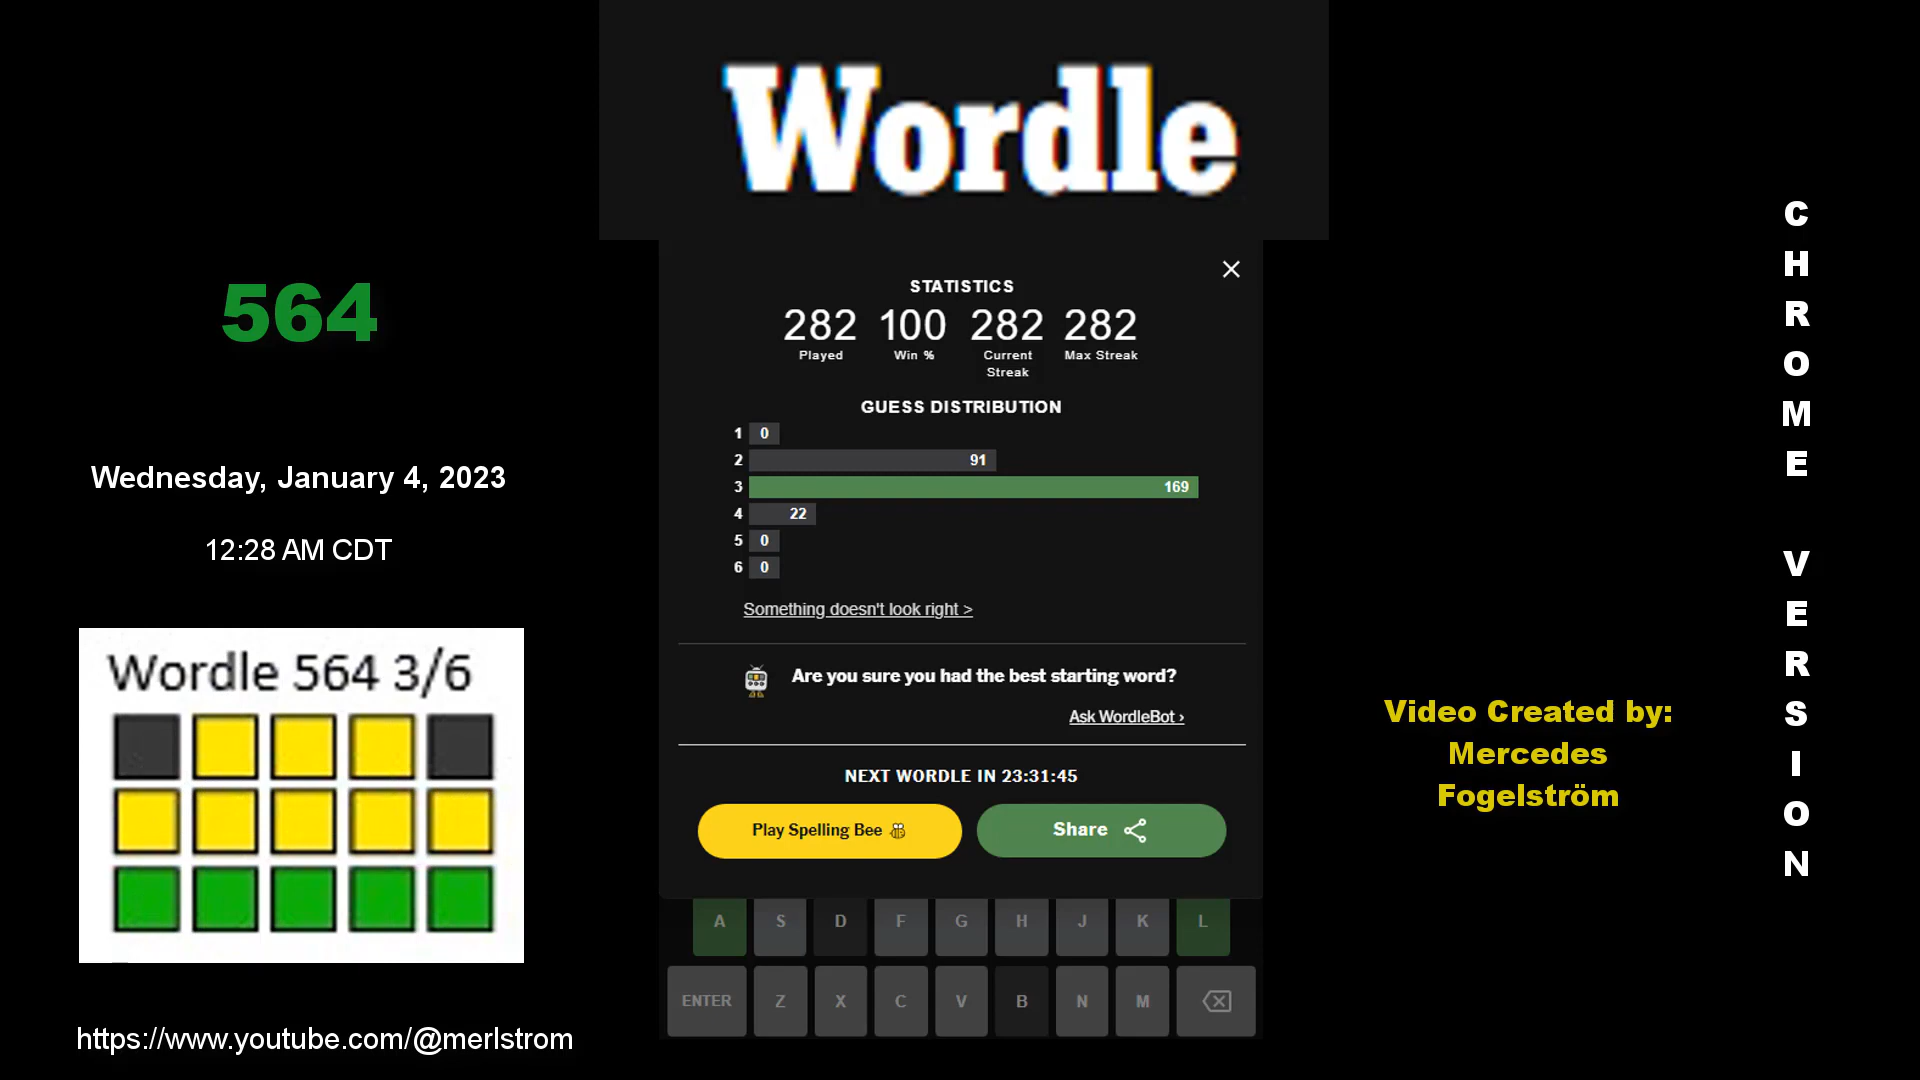 Wordle
564
Wednesday, January 4, 2023
12:28 AM CDT
Wordle 564 3/6
https://www.youtube.com/@merlstrom
STATISTICS
282 100 282 282
Played Win % Current Streak Max Streak
GUESS DISTRIBUTION
1 0
2 91
3 169
4 22
5 0
6 0
Something doesn't look right >
Are you sure you had the best starting word?
Ask WordleBot ›
NEXT WORDLE IN 23:31:45
Play Spelling Bee
Share
A S D F G H J K L
ENTER Z X C V B N M
Video Created by:
Mercedes
Fogelström
CHROME VERSION